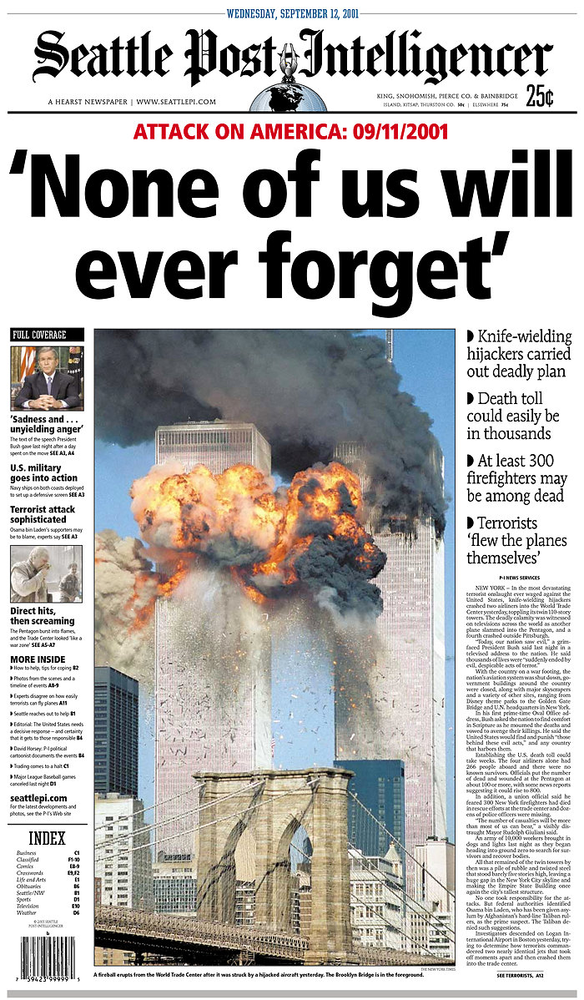 WEDNESDAY, SEPTEMBER 12, 2001
Seattle Post-Intelligencer
A HEARST NEWSPAPER | WWW.SEATTLEPI.COM
KING, SNOHOMISH, PIERCE CO. & BAINBRIDGE
ISLAND, KITSAP, THURSTON CO. 50¢ | ELSEWHERE 75¢
25¢
ATTACK ON AMERICA: 09/11/2001
‘None of us will
ever forget’
FULL COVERAGE
‘Sadness and . . .
unyielding anger’
The text of the speech President
Bush gave last night after a day
spent on the move SEE A3, A4
U.S. military
goes into action
Navy ships on both coasts deployed
to set up a defensive screen SEE A3
Terrorist attack
sophisticated
Osama bin Laden’s supporters may
be to blame, experts say SEE A3
Direct hits,
then screaming
The Pentagon burst into flames,
and the Trade Center looked ‘like a
war zone’ SEE A5-A7
MORE INSIDE
How to help, tips for coping B2
Photos from the scenes and a
timeline of events A8-9
Experts disagree on how easily
terrorists can fly planes A11
Seattle reaches out to help B1
Editorial: The United States needs
a decisive response – and certainty
that it gets to those responsible B4
David Horsey: P-I political
cartoonist documents the events B4
Trading comes to a halt C1
Major League Baseball games
canceled last night D1
seattlepi.com
For the latest developments and
photos, see the P-I’s Web site
INDEX
Business C1
Classified F1-10
Comics E8-9
Crosswords E9,F2
Life and Arts E1
Obituaries B6
Seattle/NW B1
Sports D1
Television E10
Weather D6
© 2001 SEATTLE
POST-INTELLIGENCER
b
7 59423 99999 5
THE NEW YORK TIMES
A fireball erupts from the World Trade Center after it was struck by a hijacked aircraft yesterday. The Brooklyn Bridge is in the foreground.
Knife-wielding
hijackers carried
out deadly plan
Death toll
could easily be
in thousands
At least 300
firefighters may
be among dead
Terrorists
‘flew the planes
themselves’
P-I NEWS SERVICES
NEW YORK – In the most devastating
terrorist onslaught ever waged against the
United States, knife-wielding hijackers
crashed two airliners into the World Trade
Center yesterday, toppling its twin 110-story
towers. The deadly calamity was witnessed
on televisions across the world as another
plane slammed into the Pentagon, and a
fourth crashed outside Pittsburgh.
“Today, our nation saw evil,” a grim-
faced President Bush said last night in a
televised address to the nation. He said
thousands of lives were “suddenly ended by
evil, despicable acts of terror.”
With the country on a war footing, the
nation’s aviation system was shut down, gov-
ernment buildings around the country
were closed, along with major skyscrapers
and a variety of other sites, ranging from
Disney theme parks to the Golden Gate
Bridge and U.N. headquarters in New York.
In his first prime-time Oval Office ad-
dress, Bush asked the nation to find comfort
in Scripture as he mourned the deaths and
vowed to avenge their killings. He said the
United States would find and punish “those
behind these evil acts,” and any country
that harbors them.
Establishing the U.S. death toll could
take weeks. The four airliners alone had
266 people aboard and there were no
known survivors. Officials put the number
of dead and wounded at the Pentagon at
about 100 or more, with some news reports
suggesting it could rise to 800.
In addition, a union official said he
feared 300 New York firefighters had died
in rescue efforts at the trade center and doz-
ens of police officers were missing.
“The number of casualties will be more
than most of us can bear,” a visibly dis-
traught Mayor Rudolph Giuliani said.
An army of 10,000 workers brought in
dogs and lights last night as they began
heading into ground zero to search for sur-
vivors and recover bodies.
All that remained of the twin towers by
then was a pile of rubble and twisted steel
that stood barely five stories high, leaving a
huge gap in the New York City skyline and
making the Empire State Building once
again the city’s tallest structure.
No one took responsibility for the at-
tacks. But federal authorities identified
Osama bin Laden, who has been given asy-
lum by Afghanistan’s hard-line Taliban rul-
ers, as the prime suspect. The Taliban de-
nied such suggestions.
Investigators descended on Logan In-
ternational Airport in Boston yesterday, try-
ing to determine how terrorists comman-
deered two nearly identical jets that took
off moments apart and then crashed them
into the trade center.
SEE TERRORISTS, A12